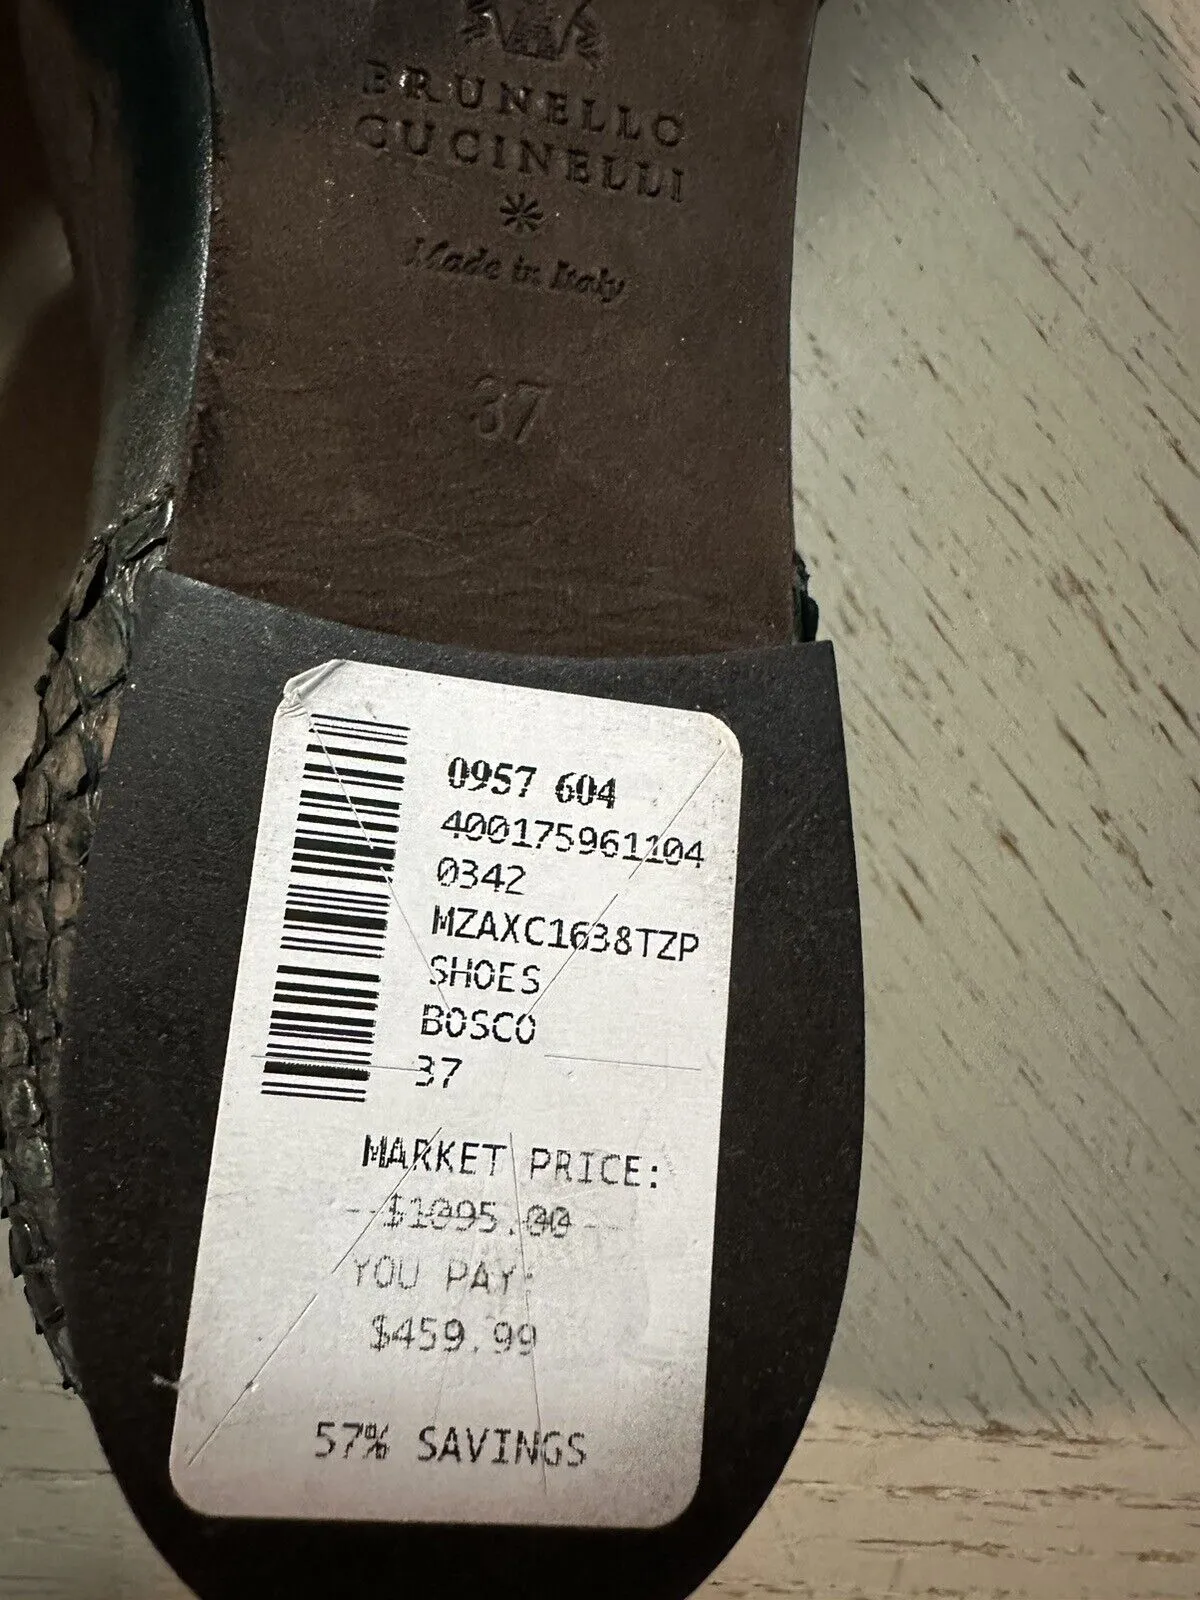 BRUNELLO
CUCINELLI
Made in Italy
37
0957 604
400175961104
0342
MZAXC1638TZP
SHOES
BOSCO
37
MARKET PRICE:
--$1095.00--
YOU PAY:
$459.99
57% SAVINGS